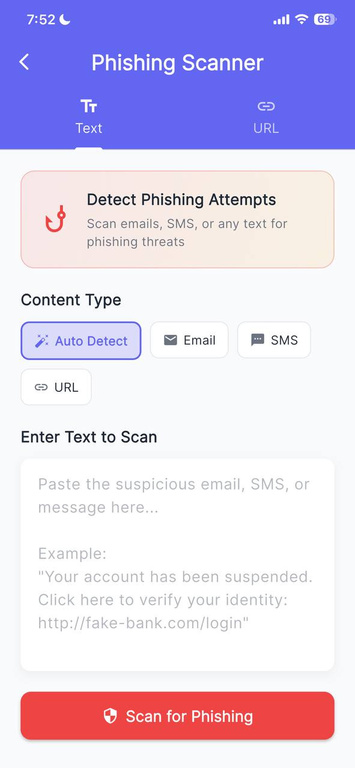 7:52
69
Phishing Scanner
Text
URL
Detect Phishing Attempts
Scan emails, SMS, or any text for
phishing threats
Content Type
Auto Detect
Email
SMS
URL
Enter Text to Scan
Paste the suspicious email, SMS, or
message here...
Example:
"Your account has been suspended.
Click here to verify your identity:
http://fake-bank.com/login"
Scan for Phishing